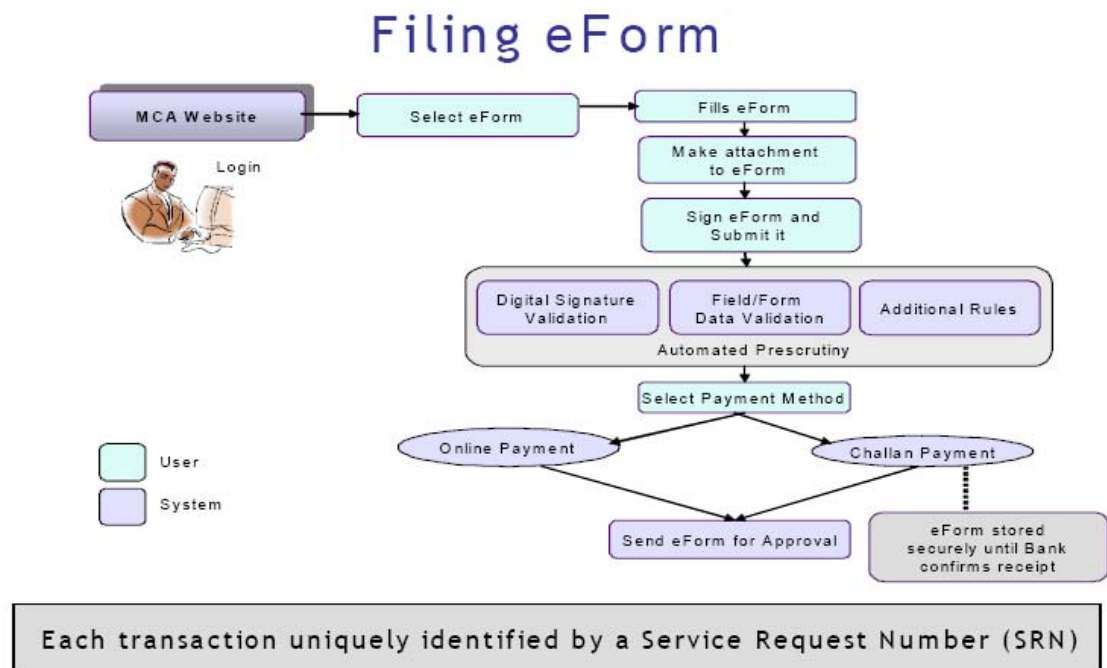 Filing eForm
MCA Website
Select eForm
Fills eForm
Login
Make attachment
to eForm
Sign eForm and
Submit it
Digital Signature
Validation
Field/Form
Data Validation
Additional Rules
Automated Prescrutiny
Select Payment Method
Online Payment
Challan Payment
User
System
Send eForm for Approval
eForm stored
securely until Bank
confirms receipt
Each transaction uniquely identified by a Service Request Number (SRN)